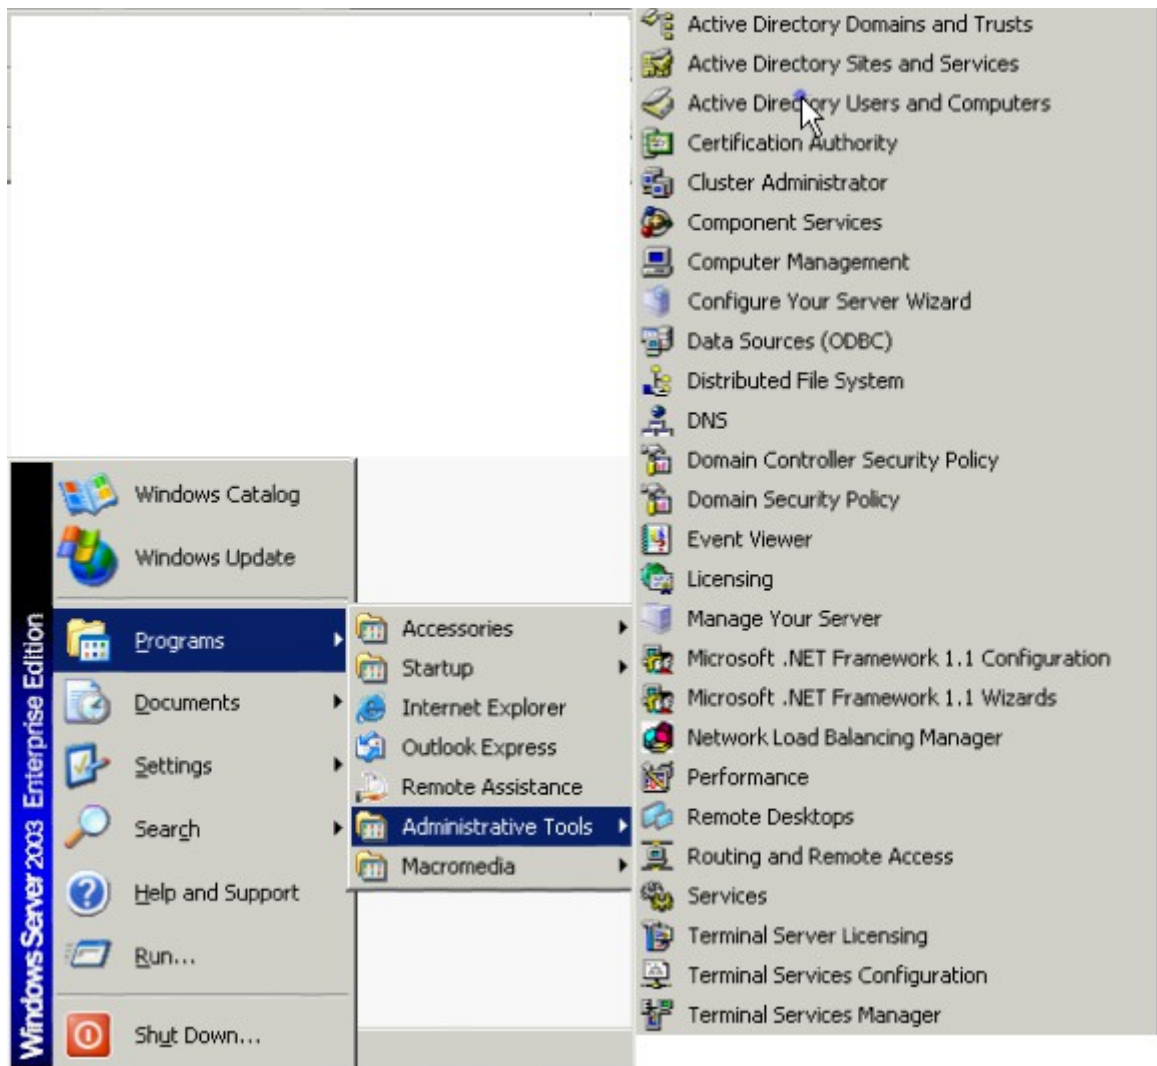 Windows Server 2003 Enterprise Edition
Windows Catalog
Windows Update
Programs
Documents
Settings
Search
Help and Support
Run...
Shut Down...
Accessories
Startup
Internet Explorer
Outlook Express
Remote Assistance
Administrative Tools
Macromedia
Active Directory Domains and Trusts
Active Directory Sites and Services
Active Directory Users and Computers
Certification Authority
Cluster Administrator
Component Services
Computer Management
Configure Your Server Wizard
Data Sources (ODBC)
Distributed File System
DNS
Domain Controller Security Policy
Domain Security Policy
Event Viewer
Licensing
Manage Your Server
Microsoft .NET Framework 1.1 Configuration
Microsoft .NET Framework 1.1 Wizards
Network Load Balancing Manager
Performance
Remote Desktops
Routing and Remote Access
Services
Terminal Server Licensing
Terminal Services Configuration
Terminal Services Manager